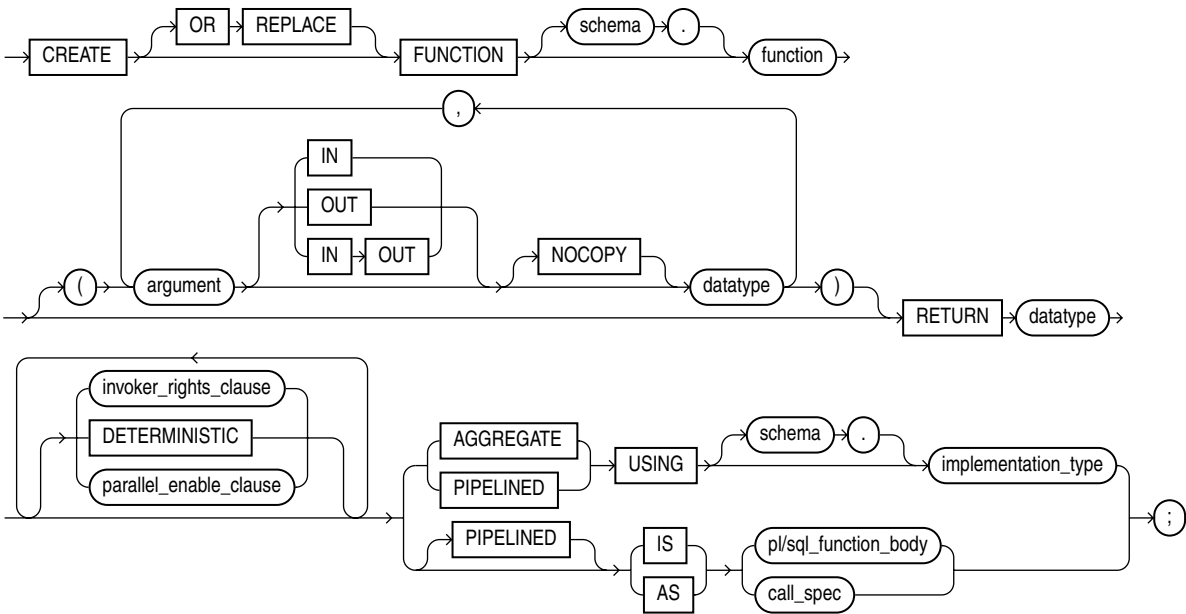 OR REPLACE schema .
CREATE FUNCTION function
,
IN
OUT
IN OUT NOCOPY
( argument datatype )
RETURN datatype
invoker_rights_clause
DETERMINISTIC
parallel_enable_clause
AGGREGATE
PIPELINED
USING
schema .
implementation_type
PIPELINED
IS
AS
pl/sql_function_body
call_spec
;